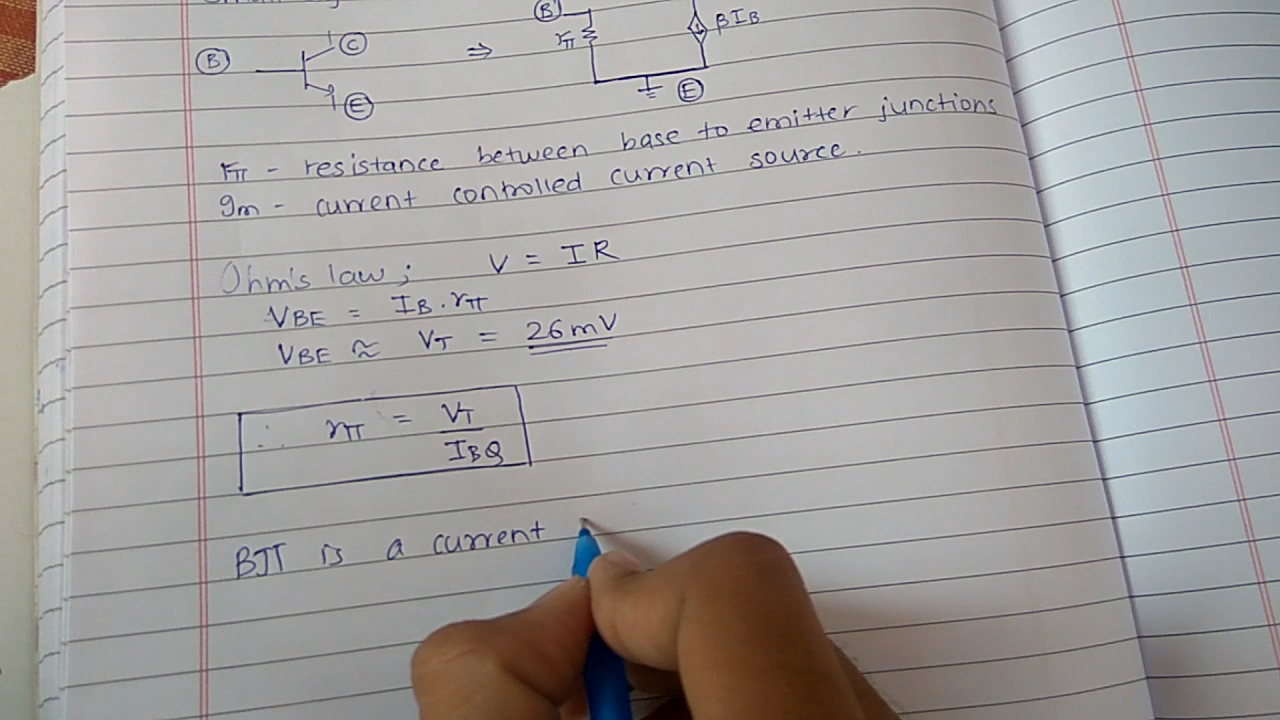 B βIB
rπ
B C ⇒
E E
rπ - resistance between base to emitter junctions
gm - current controlled current source.
Ohm's law; V = IR
VBE = IB.rπ
VBE ≈ VT = 26mV
∴ rπ = VT / IBQ
BJT is a current